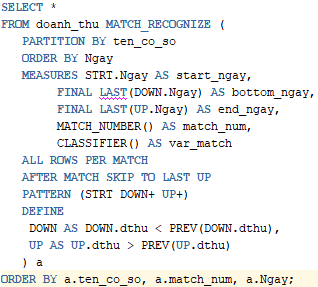 SELECT *
FROM doanh_thu MATCH_RECOGNIZE (
PARTITION BY ten_co_so
ORDER BY Ngay
MEASURES STRT.Ngay AS start_ngay,
FINAL LAST(DOWN.Ngay) AS bottom_ngay,
FINAL LAST(UP.Ngay) AS end_ngay,
MATCH_NUMBER() AS match_num,
CLASSIFIER() AS var_match
ALL ROWS PER MATCH
AFTER MATCH SKIP TO LAST UP
PATTERN (STRT DOWN+ UP+)
DEFINE
DOWN AS DOWN.dthu < PREV(DOWN.dthu),
UP AS UP.dthu > PREV(UP.dthu)
) a
ORDER BY a.ten_co_so, a.match_num, a.Ngay;